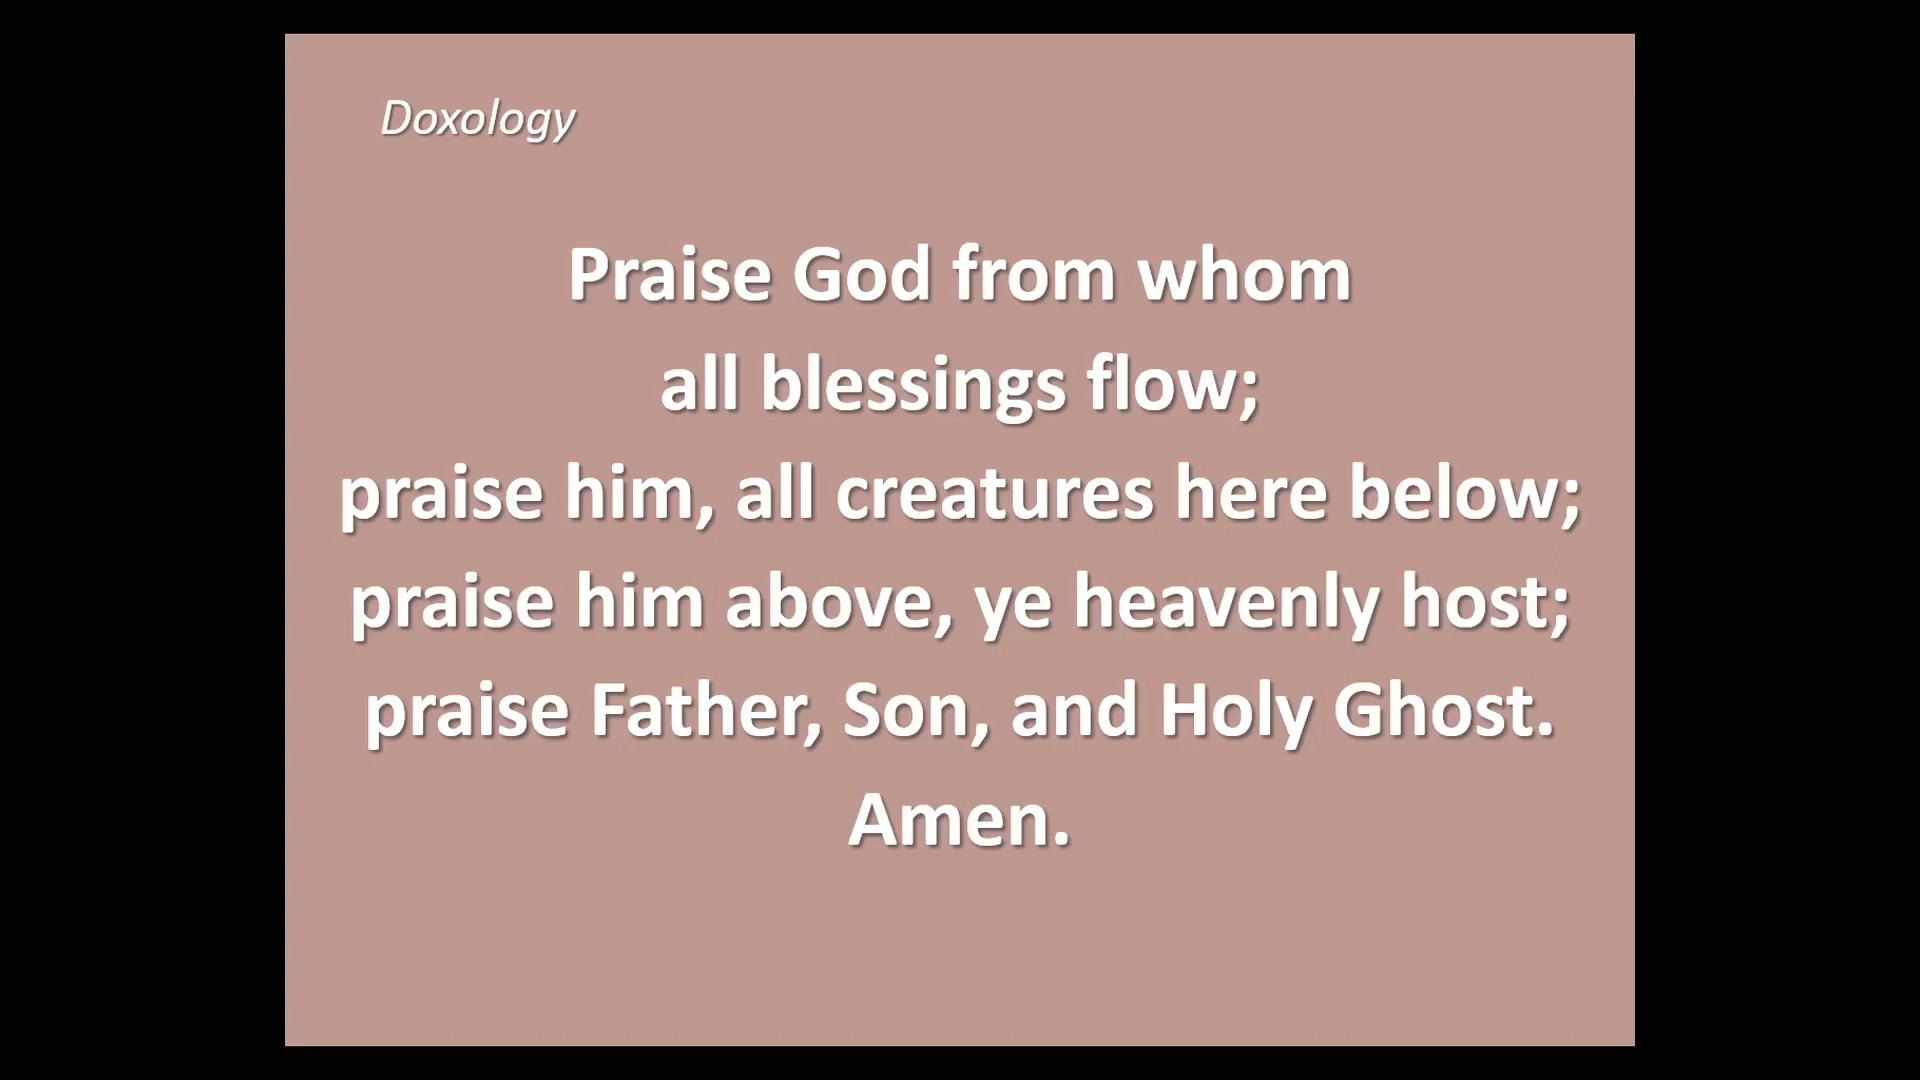 Doxology
Praise God from whom
all blessings flow;
praise him, all creatures here below;
praise him above, ye heavenly host;
praise Father, Son, and Holy Ghost.
Amen.